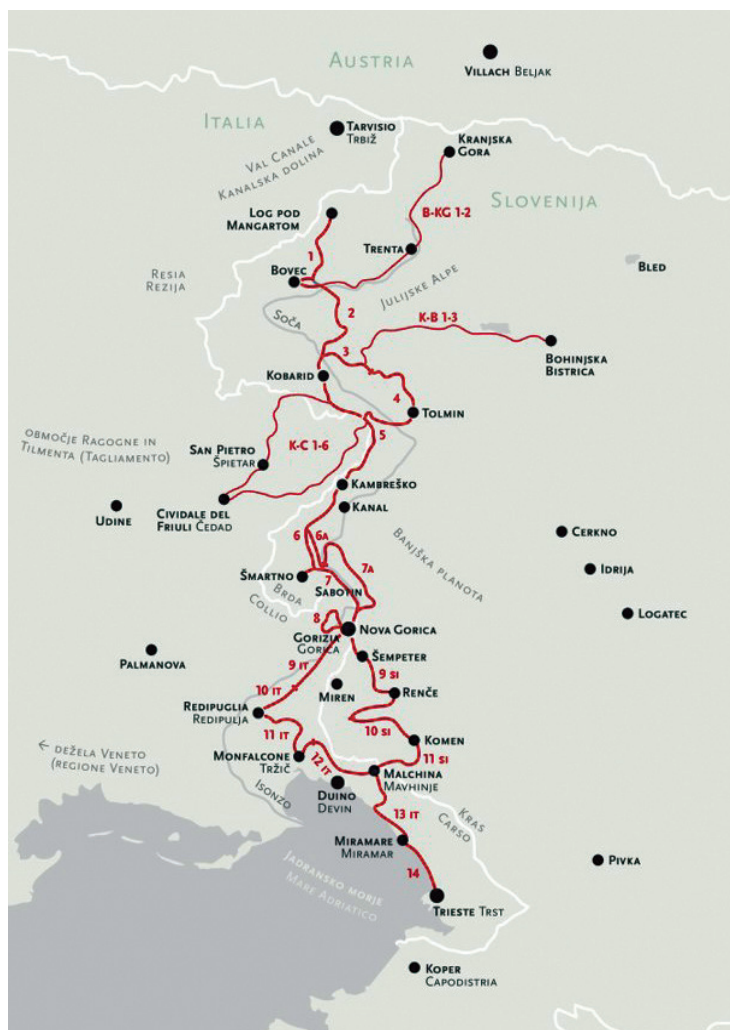 Austria
Villach Beljak
Italia
Tarvisio
Trbiž
Val Canale
Kanalska dolina
Kranjska
Gora
Slovenija
B-KG 1-2
Log pod
Mangartom
Trenta
1
Bovec
Resia
Rezija
Julijske Alpe
Bled
2
Soča
K-B 1-3
3
Bohinjska
Bistrica
Kobarid
4
Tolmin
5
Območje Ragogne in
Tilmenta (Tagliamento)
San Pietro
Špietar
K-C 1-6
Kambreško
Cividale del
Friuli Čedad
Kanal
Udine
Banjška planota
Cerkno
6
6A
7A
Idrija
Šmartno
7
Sabotin
Brda
Collio
Logatec
8
Nova Gorica
Gorizia
Gorica
Palmanova
Šempeter
9 IT
9 SI
10 IT
Miren
Renče
Redipuglia
Redipulja
10 SI
11 IT
Komen
← Dežela Veneto
(Regione Veneto)
Monfalcone
Tržič
12 IT
11 SI
Malchina
Mavhinje
Isonzo
Duino
Devin
13 IT
Kras
Carso
Miramare
Miramar
Jadransko morje
Mare Adriatico
14
Pivka
Trieste Trst
Koper
Capodistria